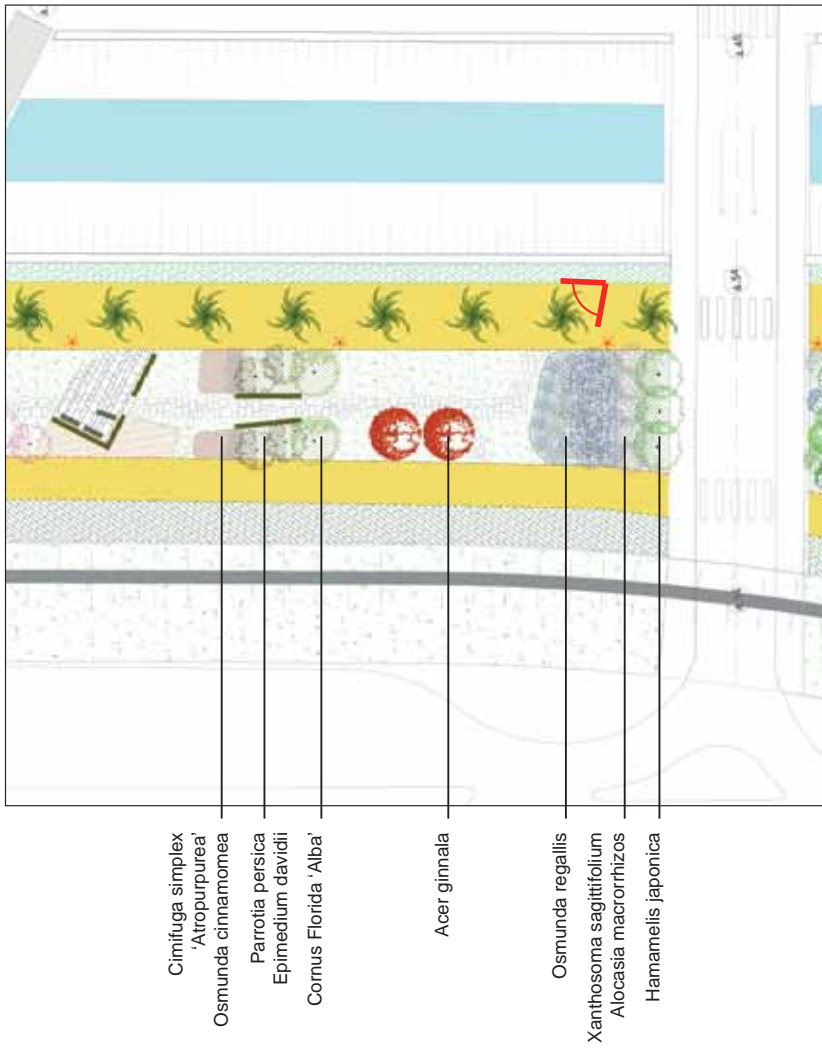 Cimifuga simplex
'Atropurpurea'
Osmunda cinnamomea
Parrotia persica
Epimedium davidii
Cornus Florida 'Alba'
Acer ginnala
Osmunda regallis
Xanthosoma sagittifolium
Alocasia macrorrhizos
Hamamelis japonica